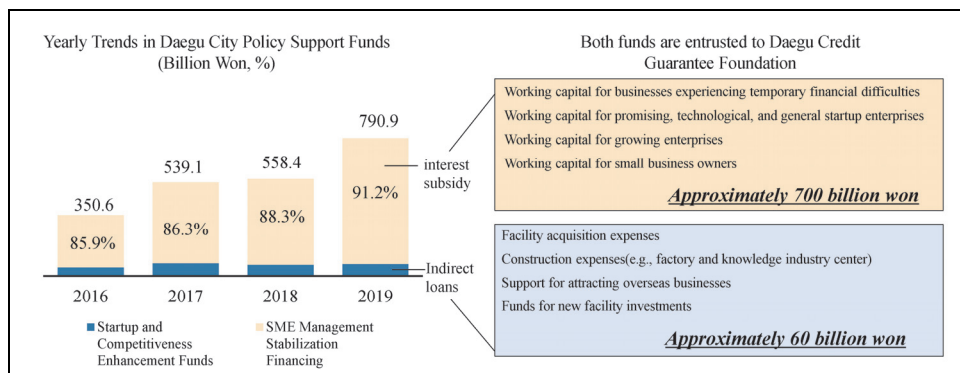 Yearly Trends in Daegu City Policy Support Funds
(Billion Won, %)
350.6
539.1
558.4
790.9
85.9%
86.3%
88.3%
91.2%
interest
subsidy
Indirect
loans
2016
2017
2018
2019
Startup and
Competitiveness
Enhancement Funds
SME Management
Stabilization
Financing
Both funds are entrusted to Daegu Credit
Guarantee Foundation
Working capital for businesses experiencing temporary financial difficulties
Working capital for promising, technological, and general startup enterprises
Working capital for growing enterprises
Working capital for small business owners
Approximately 700 billion won
Facility acquisition expenses
Construction expenses(e.g., factory and knowledge industry center)
Support for attracting overseas businesses
Funds for new facility investments
Approximately 60 billion won